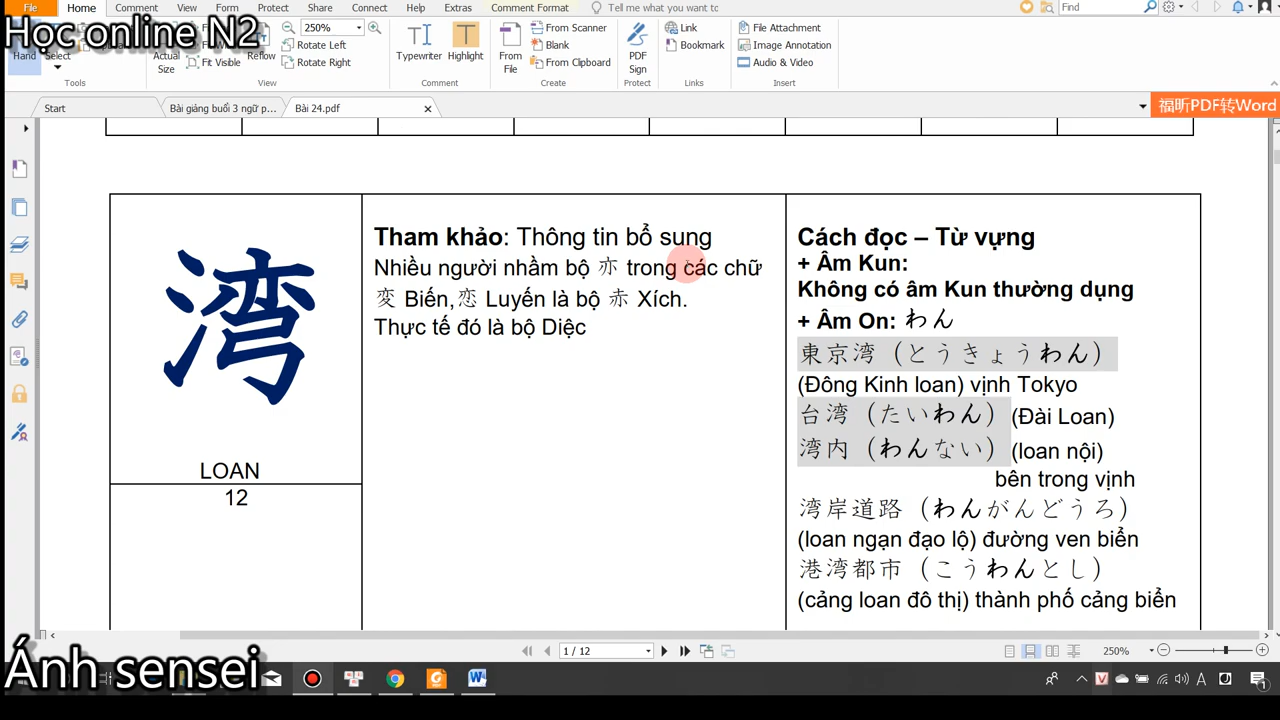 File Home Comment View Form Protect Share Connect Help Extras Comment Format Tell me what you want to Find
Học online N2
250%
Hand Select Actual Size Fit Visible Reflow Rotate Left Rotate Right Typewriter Highlight From File From Scanner Blank From Clipboard PDF Sign Link Bookmark File Attachment Image Annotation Audio & Video
Tools View Comment Create Protect Links Insert
Start Bài giảng buổi 3 ngữ p... Bài 24.pdf 福昕PDF转Word
湾
LOAN
12
Tham khảo: Thông tin bổ sung
Nhiều người nhầm bộ 亦 trong các chữ
変 Biến,恋 Luyến là bộ 赤 Xích.
Thực tế đó là bộ Diệc
Cách đọc – Từ vựng
+ Âm Kun:
Không có âm Kun thường dụng
+ Âm On: わん
東京湾（とうきょうわん）
(Đông Kinh loan) vịnh Tokyo
台湾（たいわん）(Đài Loan)
湾内（わんない）(loan nội)
bên trong vịnh
湾岸道路（わんがんどうろ）
(loan ngạn đạo lộ) đường ven biển
港湾都市（こうわんとし）
(cảng loan đô thị) thành phố cảng biển
1 / 12 250%
Ánh sensei